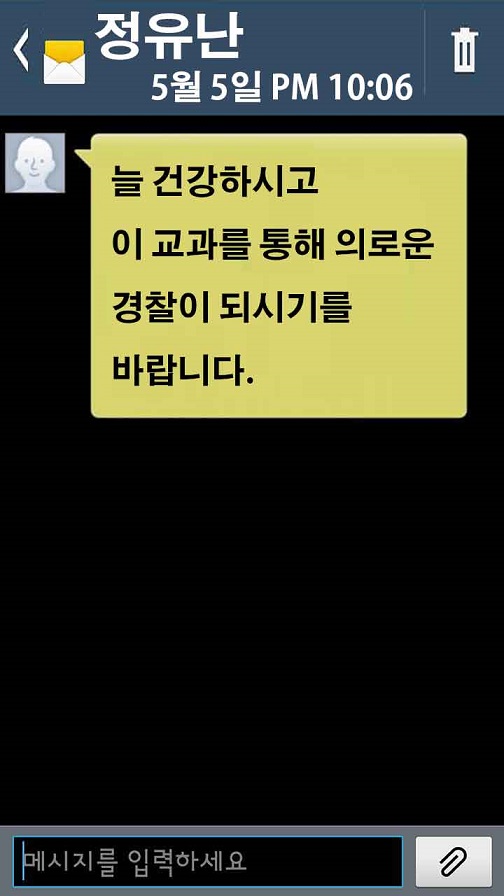 정유난
5월 5일 PM 10:06
늘 건강하시고
이 교과를 통해 의로운
경찰이 되시기를
바랍니다.
메시지를 입력하세요